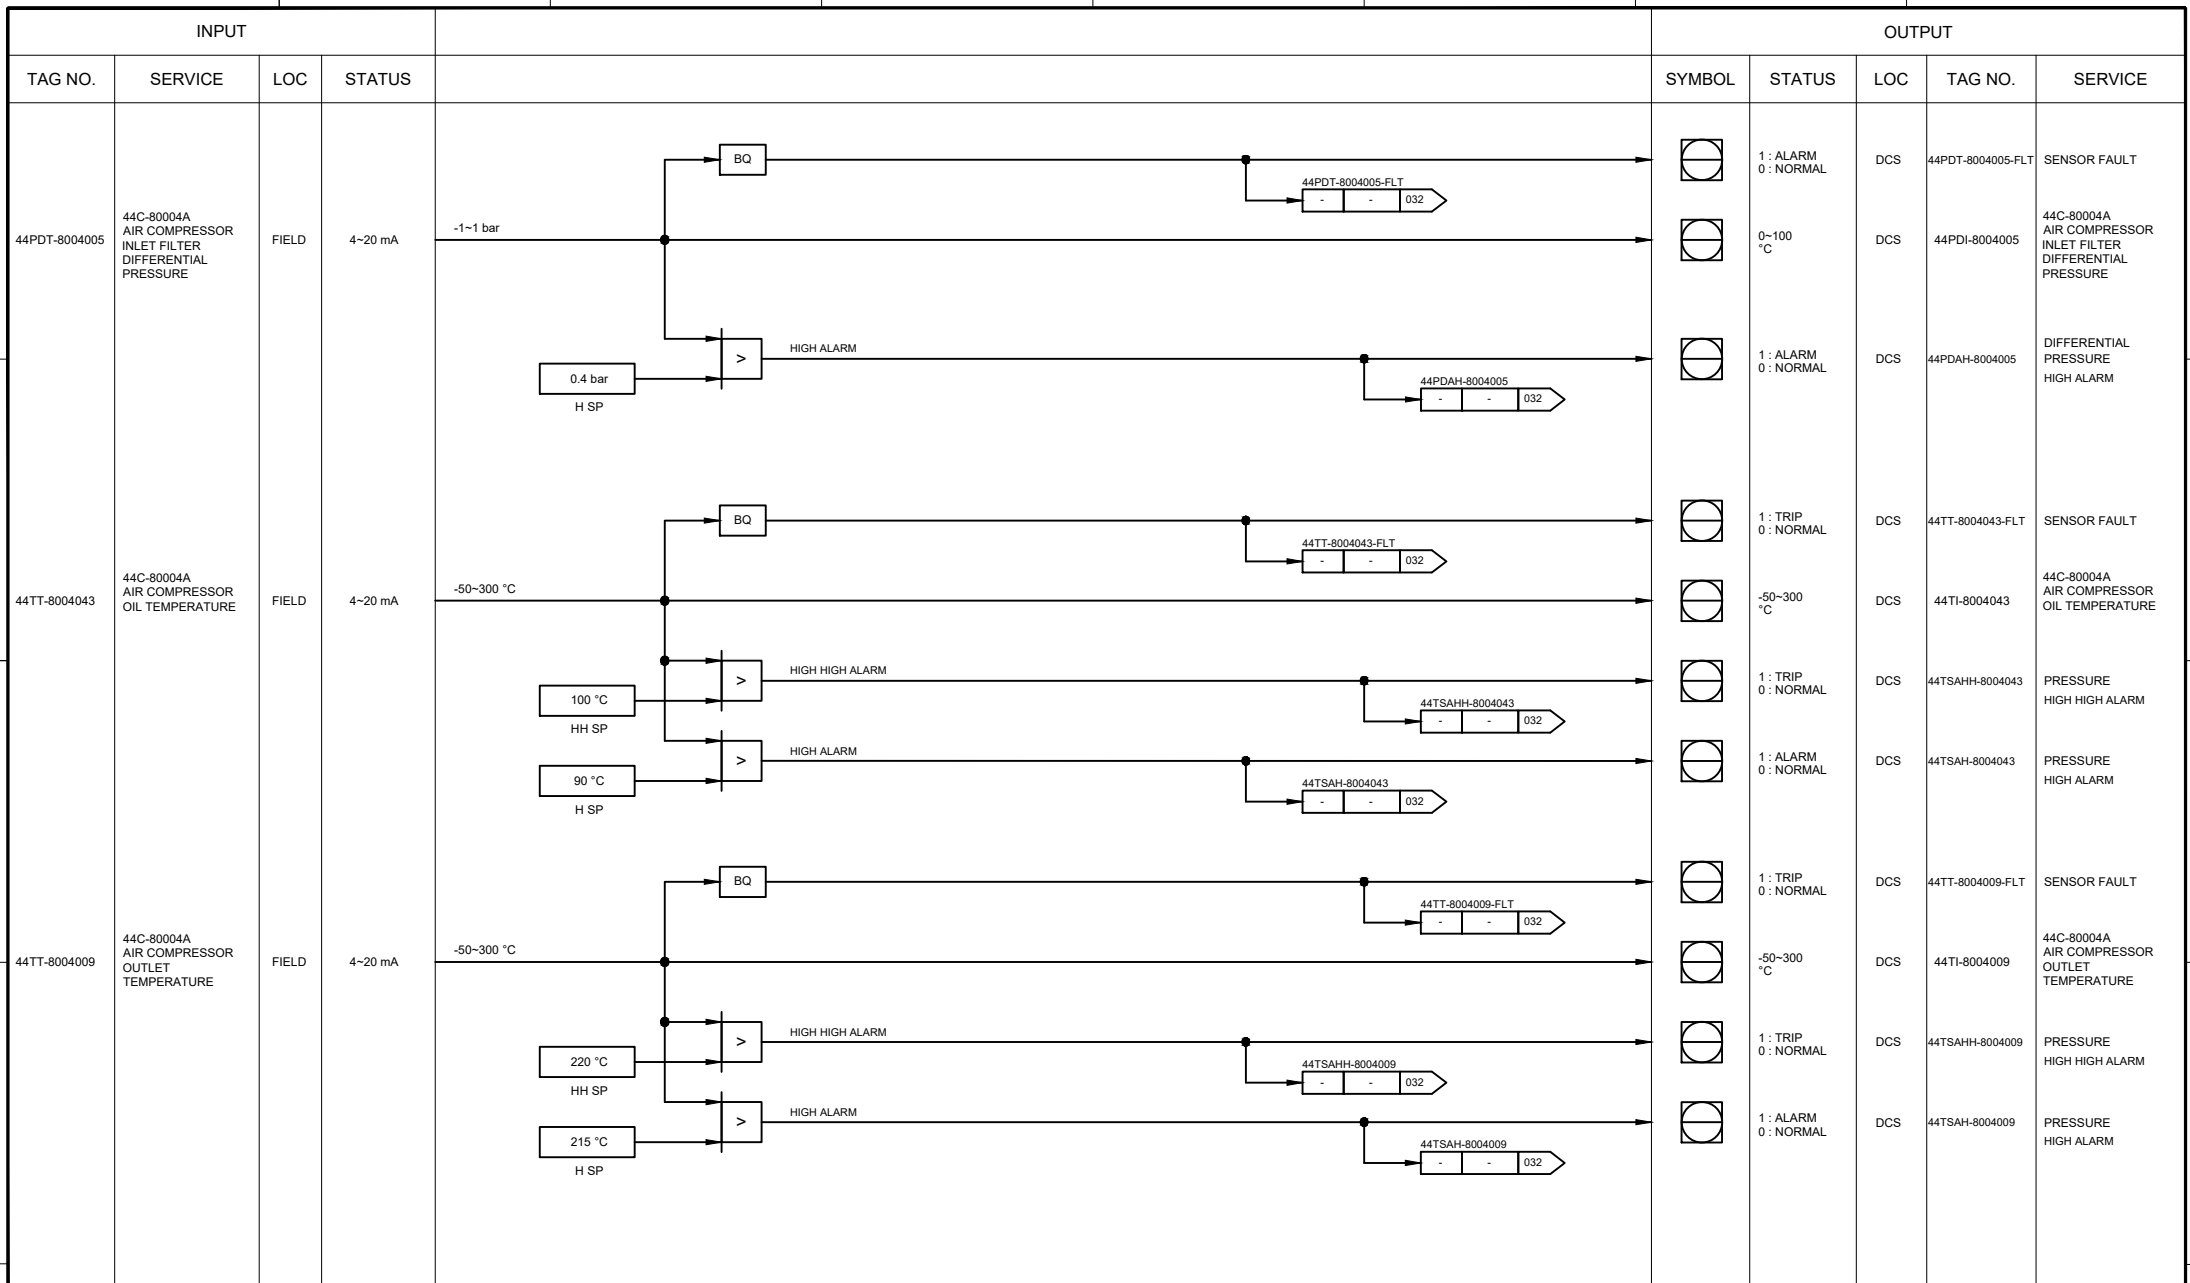 INPUT
OUTPUT
TAG NO.
SERVICE
LOC
STATUS
SYMBOL
STATUS
LOC
TAG NO.
SERVICE
BQ
1 : ALARM
0 : NORMAL
DCS
44PDT-8004005-FLT
SENSOR FAULT
44PDT-8004005-FLT
- - 032
44PDT-8004005
44C-80004A
AIR COMPRESSOR
INLET FILTER
DIFFERENTIAL
PRESSURE
FIELD
4~20 mA
-1~1 bar
0~100
°C
DCS
44PDI-8004005
44C-80004A
AIR COMPRESSOR
INLET FILTER
DIFFERENTIAL
PRESSURE
0.4 bar
H SP
>
HIGH ALARM
44PDAH-8004005
- - 032
1 : ALARM
0 : NORMAL
DCS
44PDAH-8004005
DIFFERENTIAL
PRESSURE
HIGH ALARM
BQ
44TT-8004043-FLT
- - 032
1 : TRIP
0 : NORMAL
DCS
44TT-8004043-FLT
SENSOR FAULT
44TT-8004043
44C-80004A
AIR COMPRESSOR
OIL TEMPERATURE
FIELD
4~20 mA
-50~300 °C
-50~300
°C
DCS
44TI-8004043
44C-80004A
AIR COMPRESSOR
OIL TEMPERATURE
100 °C
HH SP
>
HIGH HIGH ALARM
44TSAHH-8004043
- - 032
1 : TRIP
0 : NORMAL
DCS
44TSAHH-8004043
PRESSURE
HIGH HIGH ALARM
90 °C
H SP
>
HIGH ALARM
44TSAH-8004043
- - 032
1 : ALARM
0 : NORMAL
DCS
44TSAH-8004043
PRESSURE
HIGH ALARM
BQ
44TT-8004009-FLT
- - 032
1 : TRIP
0 : NORMAL
DCS
44TT-8004009-FLT
SENSOR FAULT
44TT-8004009
44C-80004A
AIR COMPRESSOR
OUTLET
TEMPERATURE
FIELD
4~20 mA
-50~300 °C
-50~300
°C
DCS
44TI-8004009
44C-80004A
AIR COMPRESSOR
OUTLET
TEMPERATURE
220 °C
HH SP
>
HIGH HIGH ALARM
44TSAHH-8004009
- - 032
1 : TRIP
0 : NORMAL
DCS
44TSAHH-8004009
PRESSURE
HIGH HIGH ALARM
215 °C
H SP
>
HIGH ALARM
44TSAH-8004009
- - 032
1 : ALARM
0 : NORMAL
DCS
44TSAH-8004009
PRESSURE
HIGH ALARM